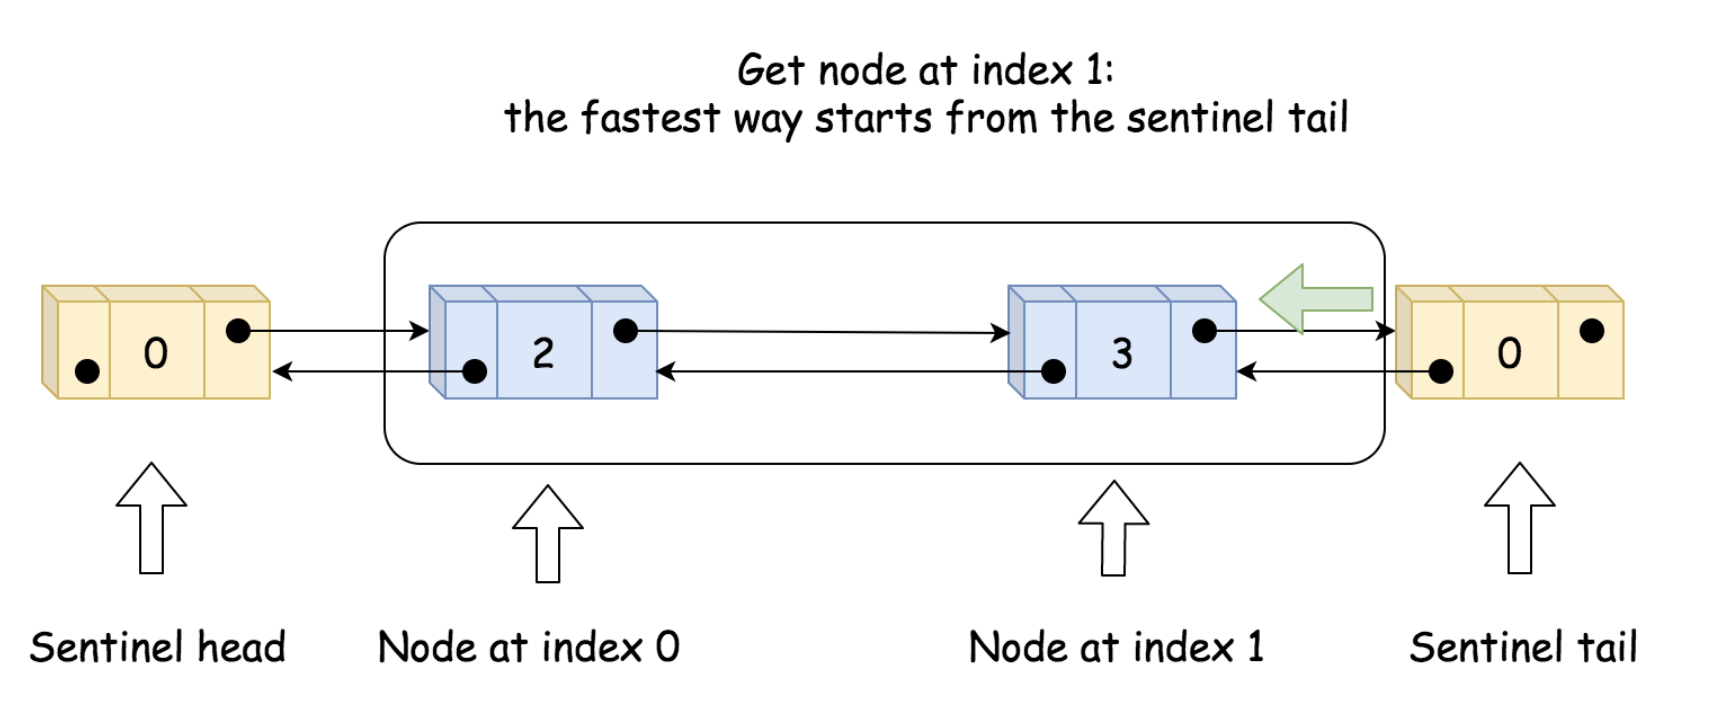 Get node at index 1:
the fastest way starts from the sentinel tail
0
2
3
0
Sentinel head
Node at index 0
Node at index 1
Sentinel tail